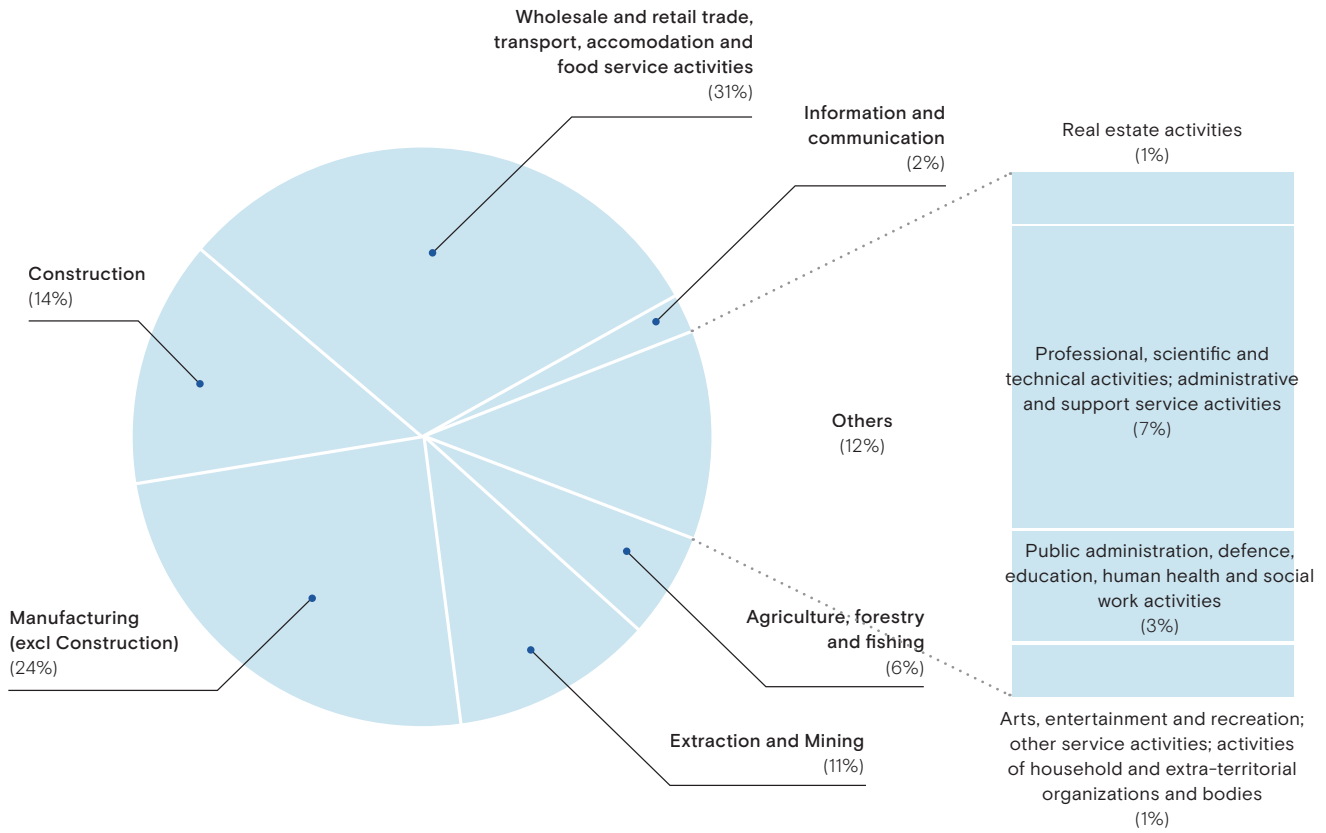 Wholesale and retail trade,
transport, accomodation and
food service activities
(31%)
Information and
communication
(2%)
Real estate activities
(1%)
Construction
(14%)
Professional, scientific and
technical activities; administrative
and support service activities
(7%)
Others
(12%)
Public administration, defence,
education, human health and social
work activities
(3%)
Manufacturing
(excl Construction)
(24%)
Agriculture, forestry
and fishing
(6%)
Extraction and Mining
(11%)
Arts, entertainment and recreation;
other service activities; activities
of household and extra-territorial
organizations and bodies
(1%)